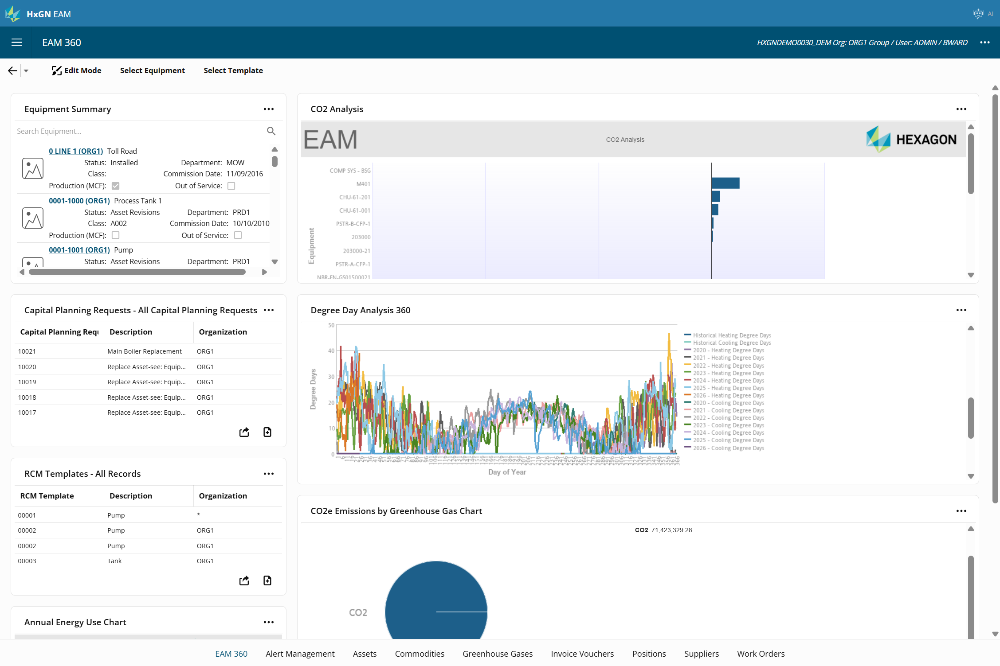 HxGN EAM
AI
EAM 360
HXGNDEMO0030_DEM Org: ORG1 Group / User: ADMIN / BWARD
Edit Mode
Select Equipment
Select Template
Equipment Summary
Search Equipment...
0 LINE 1 (ORG1) Toll Road
Status: Installed Department: MOW
Class: Commission Date: 11/09/2016
Production (MCF): Out of Service:
0001-1000 (ORG1) Process Tank 1
Status: Asset Revisions Department: PRD1
Class: A002 Commission Date: 10/10/2010
Production (MCF): Out of Service:
0001-1001 (ORG1) Pump
Status: Asset Revisions Department: PRD1
CO2 Analysis
EAM
CO2 Analysis
HEXAGON
COMP SYS - BSG
M401
CHU-61-201
CHU-61-001
PSTR-B-CFP-1
203000
203000-21
PSTR-A-CFP-1
NBR-EN-GS01500021
Equipment
Capital Planning Requests - All Capital Planning Requests
Capital Planning Requ Description Organization
10021 Main Boiler Replacement ORG1
10020 Replace Asset-see: Equip... ORG1
10019 Replace Asset-see: Equip... ORG1
10018 Replace Asset-see: Equip... ORG1
10017 Replace Asset-see: Equip... ORG1
Degree Day Analysis 360
50
40
30
20
10
0
Degree Days
Day of Year
Historical Heating Degree Days
Historical Cooling Degree Days
2020 - Heating Degree Days
2021 - Heating Degree Days
2022 - Heating Degree Days
2023 - Heating Degree Days
2024 - Heating Degree Days
2025 - Heating Degree Days
2026 - Heating Degree Days
2020 - Cooling Degree Days
2021 - Cooling Degree Days
2022 - Cooling Degree Days
2023 - Cooling Degree Days
2024 - Cooling Degree Days
2025 - Cooling Degree Days
2026 - Cooling Degree Days
RCM Templates - All Records
RCM Template Description Organization
00001 Pump *
00002 Pump ORG1
00002 Pump ORG1
00003 Tank ORG1
CO2e Emissions by Greenhouse Gas Chart
CO2 71,423,329.28
CO2
Annual Energy Use Chart
EAM 360
Alert Management
Assets
Commodities
Greenhouse Gases
Invoice Vouchers
Positions
Suppliers
Work Orders